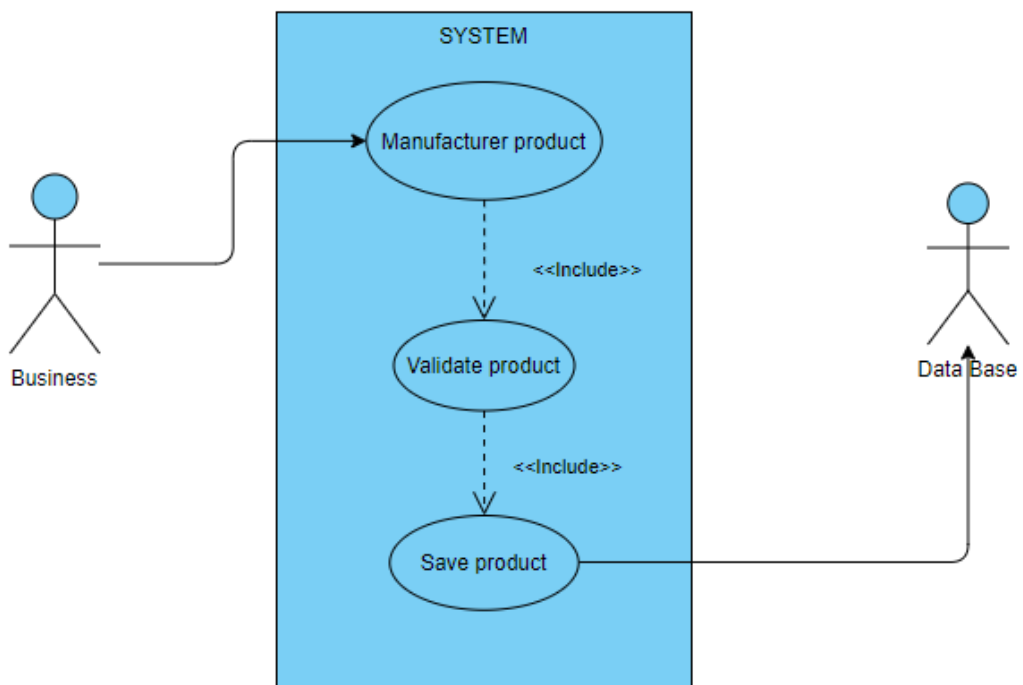 SYSTEM
Manufacturer product
<<Include>>
Business
Validate product
Data Base
<<Include>>
Save product